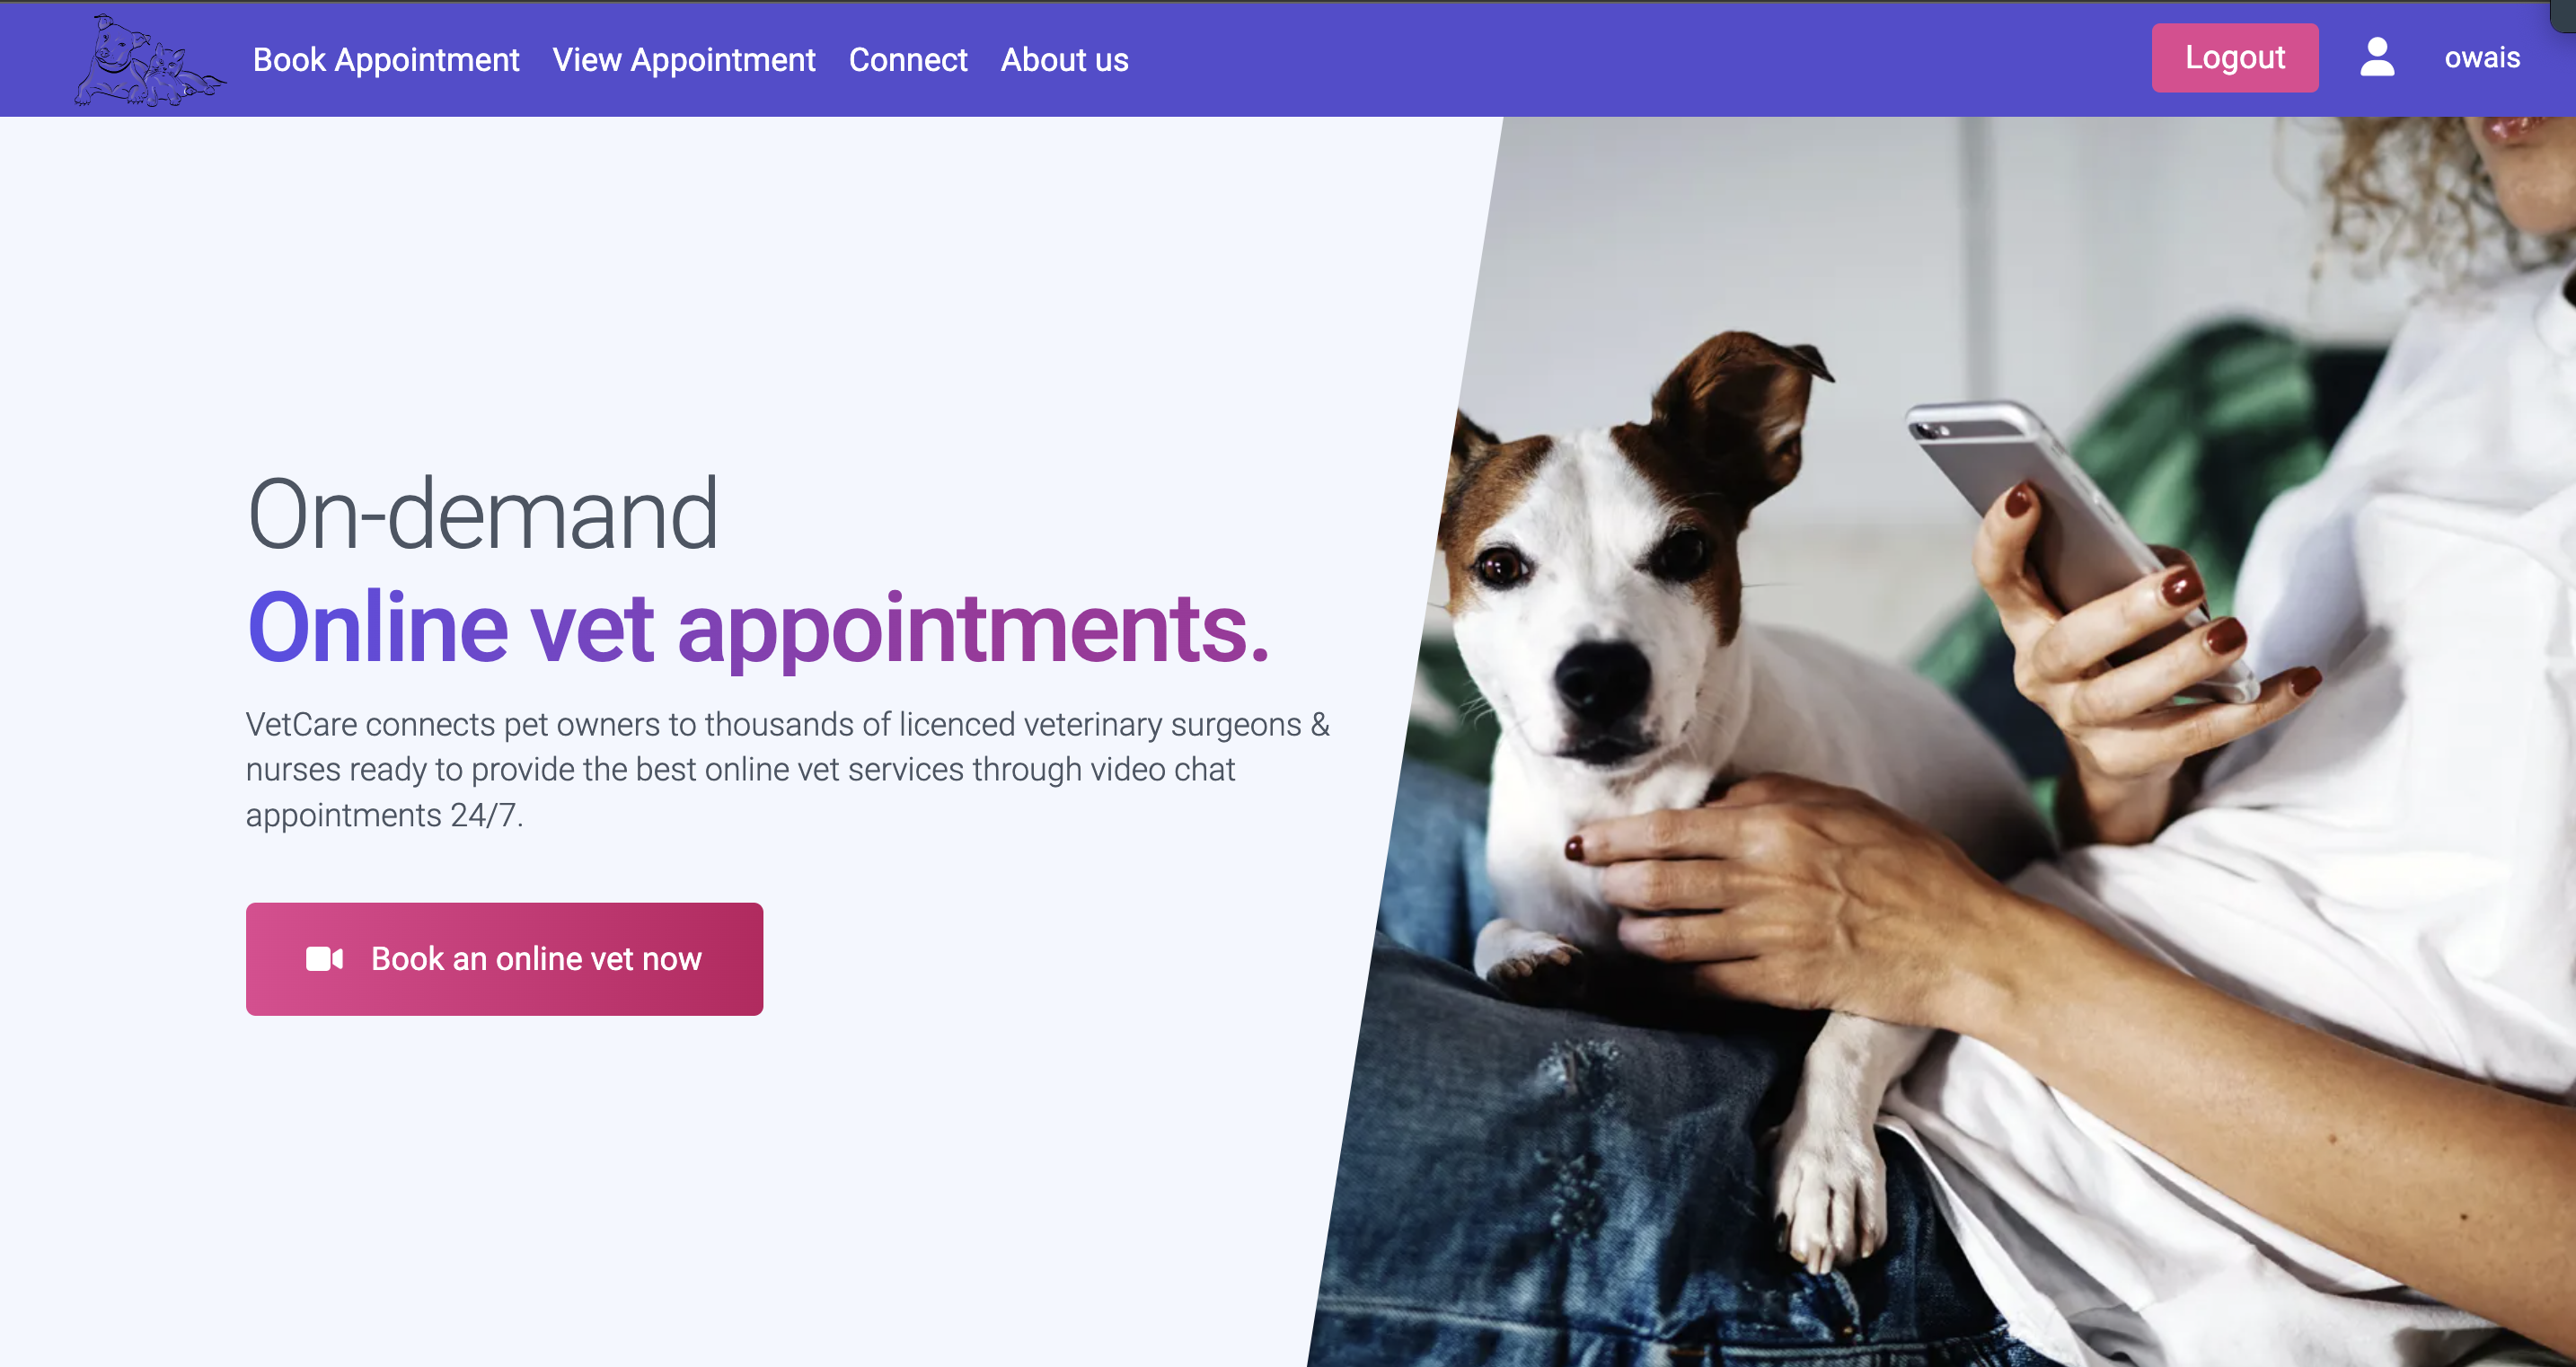 Book Appointment
View Appointment
Connect
About us
Logout
owais
On-demand
Online vet appointments.
VetCare connects pet owners to thousands of licenced veterinary surgeons &
nurses ready to provide the best online vet services through video chat
appointments 24/7.
Book an online vet now